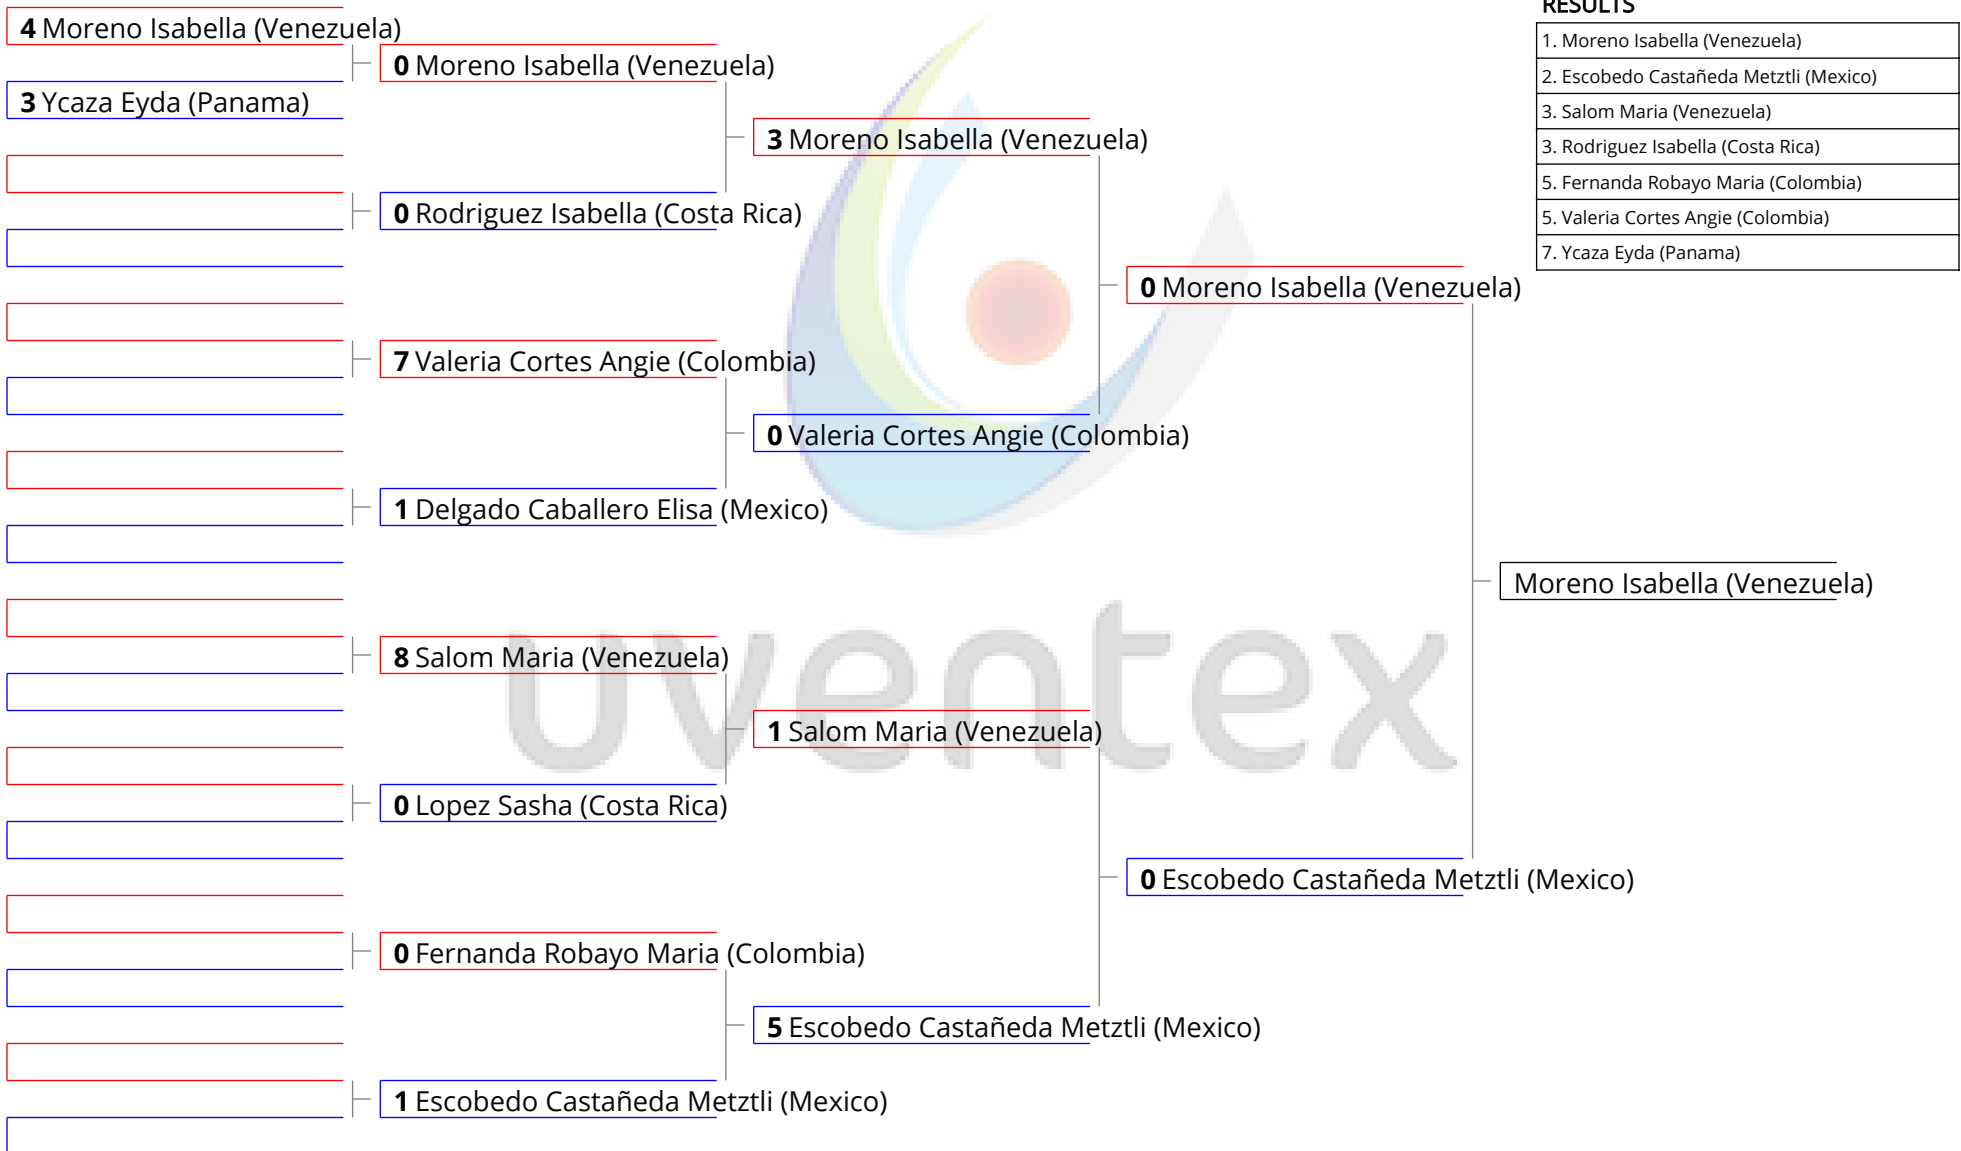 RESULTS
4 Moreno Isabella (Venezuela)
1. Moreno Isabella (Venezuela)
0 Moreno Isabella (Venezuela)
2. Escobedo Castañeda Metztli (Mexico)
3 Ycaza Eyda (Panama)
3. Salom Maria (Venezuela)
3 Moreno Isabella (Venezuela)
3. Rodriguez Isabella (Costa Rica)
5. Fernanda Robayo Maria (Colombia)
0 Rodriguez Isabella (Costa Rica)
5. Valeria Cortes Angie (Colombia)
7. Ycaza Eyda (Panama)
0 Moreno Isabella (Venezuela)
7 Valeria Cortes Angie (Colombia)
0 Valeria Cortes Angie (Colombia)
1 Delgado Caballero Elisa (Mexico)
Moreno Isabella (Venezuela)
8 Salom Maria (Venezuela)
uventex
1 Salom Maria (Venezuela)
0 Lopez Sasha (Costa Rica)
0 Escobedo Castañeda Metztli (Mexico)
0 Fernanda Robayo Maria (Colombia)
5 Escobedo Castañeda Metztli (Mexico)
1 Escobedo Castañeda Metztli (Mexico)